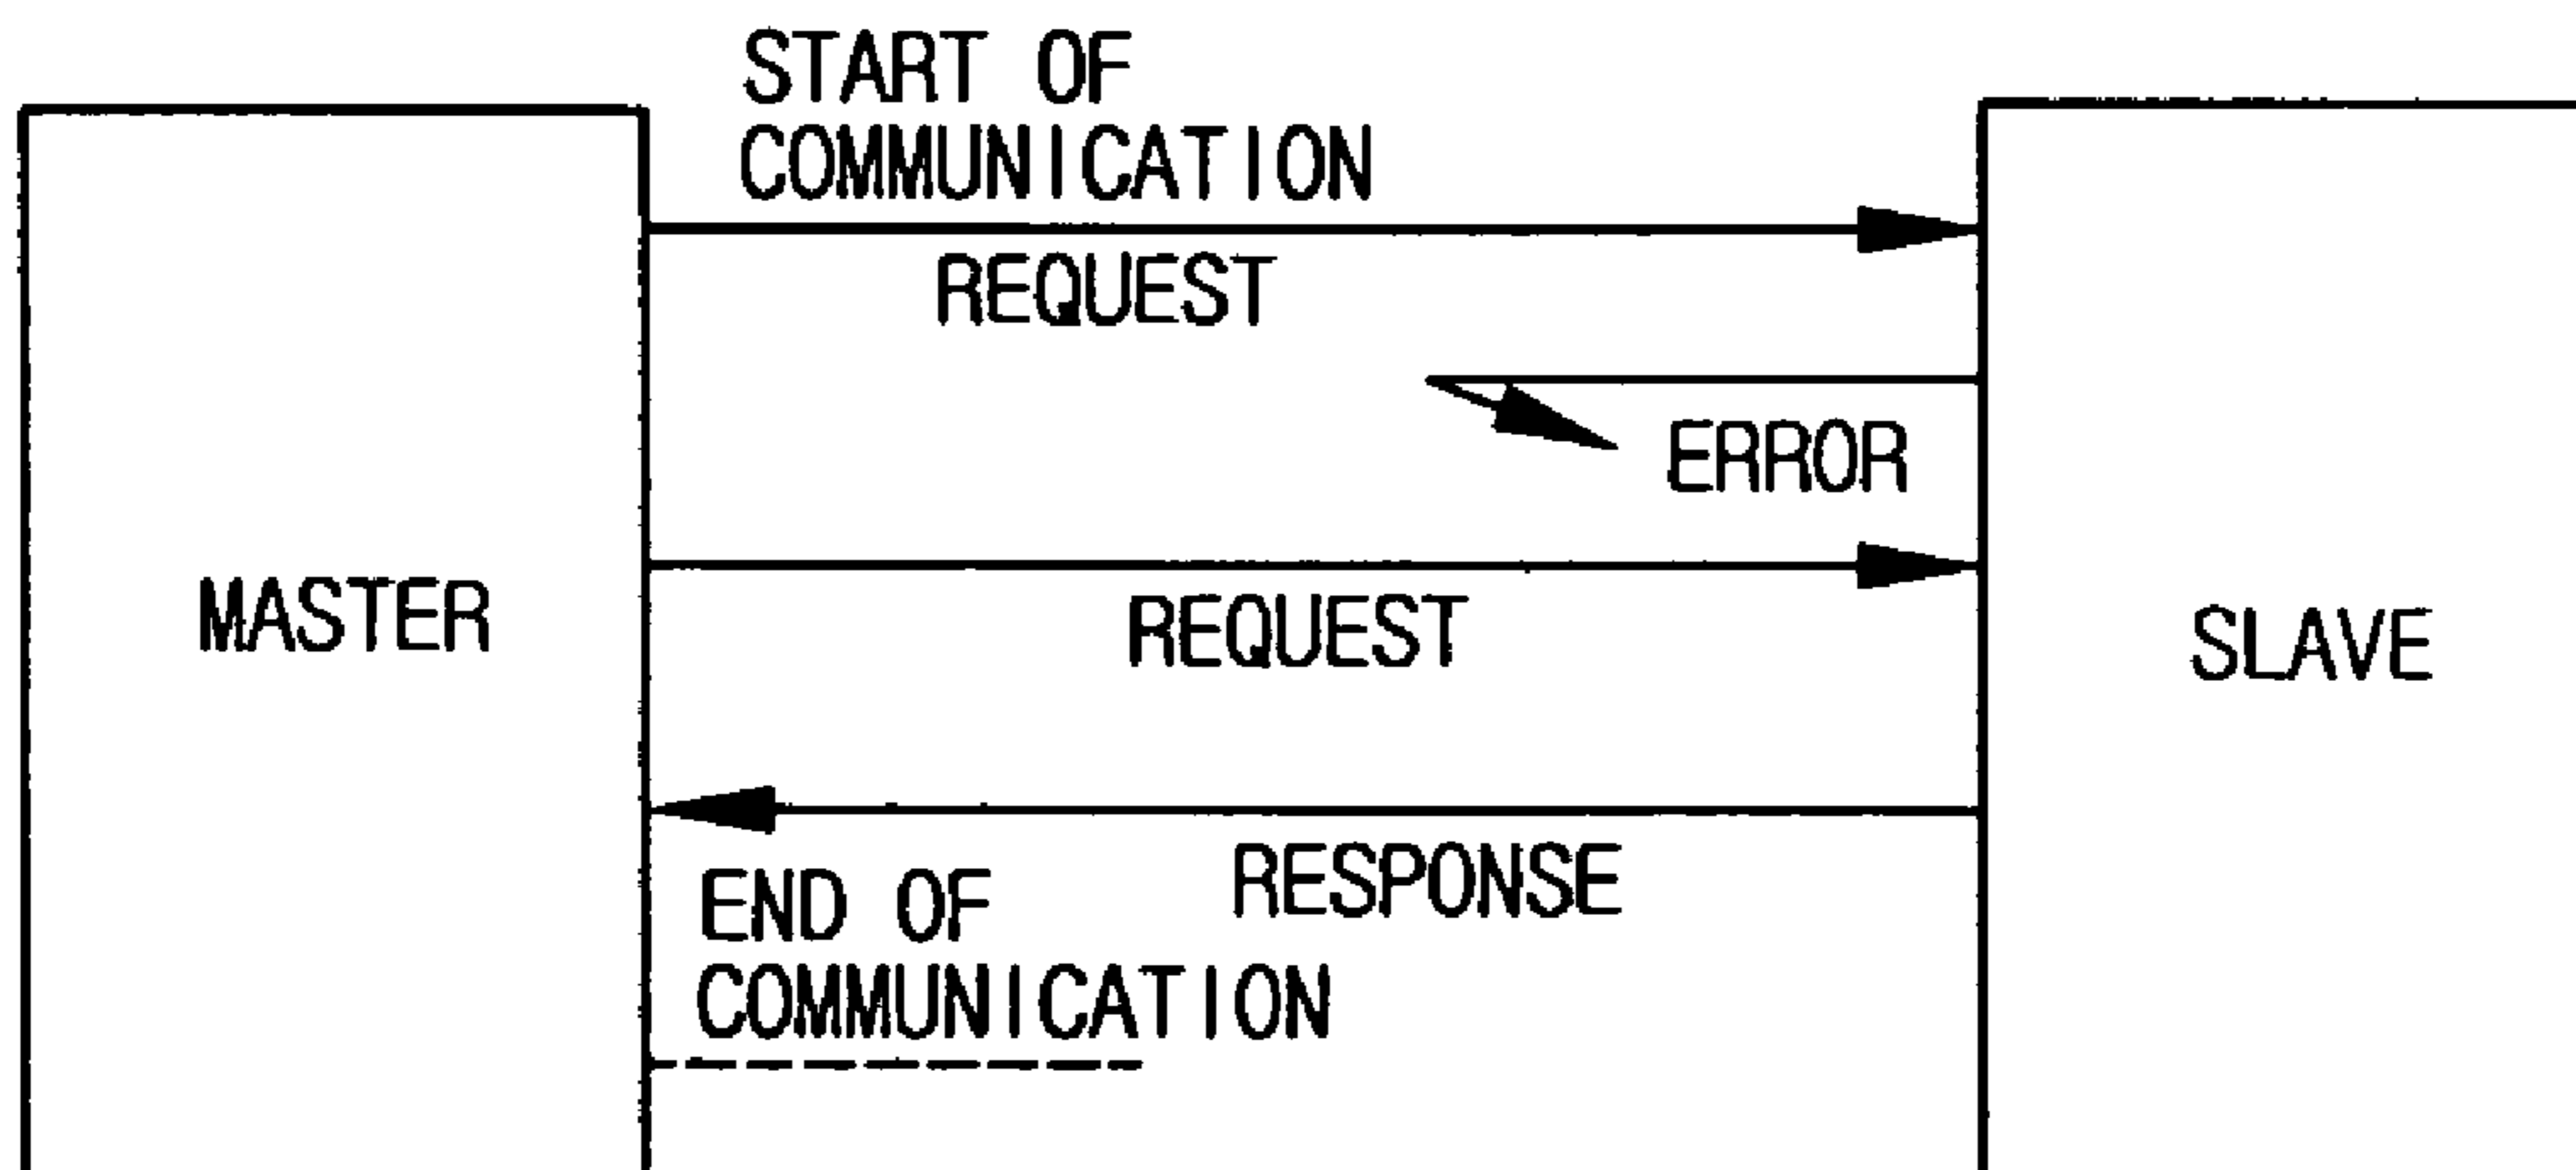 START OF
COMMUNICATION
REQUEST
ERROR
MASTER
REQUEST
SLAVE
RESPONSE
END OF
COMMUNICATION